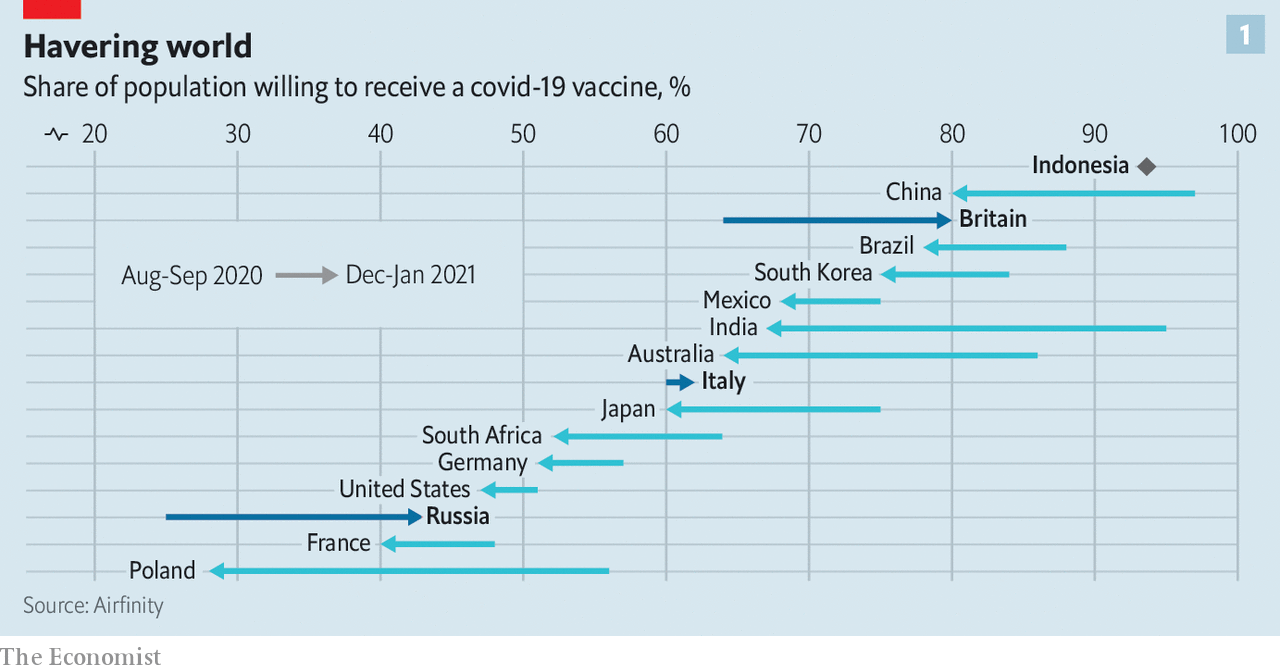 1
Havering world
Share of population willing to receive a covid-19 vaccine, %
20 30 40 50 60 70 80 90 100
Indonesia
China
Britain
Brazil
Aug-Sep 2020 Dec-Jan 2021
South Korea
Mexico
India
Australia
Italy
Japan
South Africa
Germany
United States
Russia
France
Poland
Source: Airfinity
The Economist